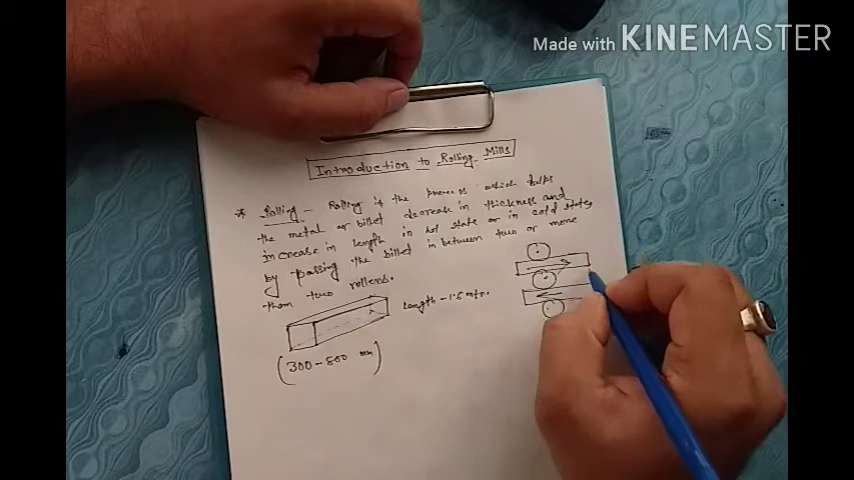 Made with KINEMASTER
Introduction to Rolling Mills
* Rolling - Rolling is the process which helps
the metal or billet decrease in thickness and
increase in length in hot state or in cold states
by passing the billet in between two or more
than two rollers.
Length - 1.5 mtr.
(300 - 500 mm)